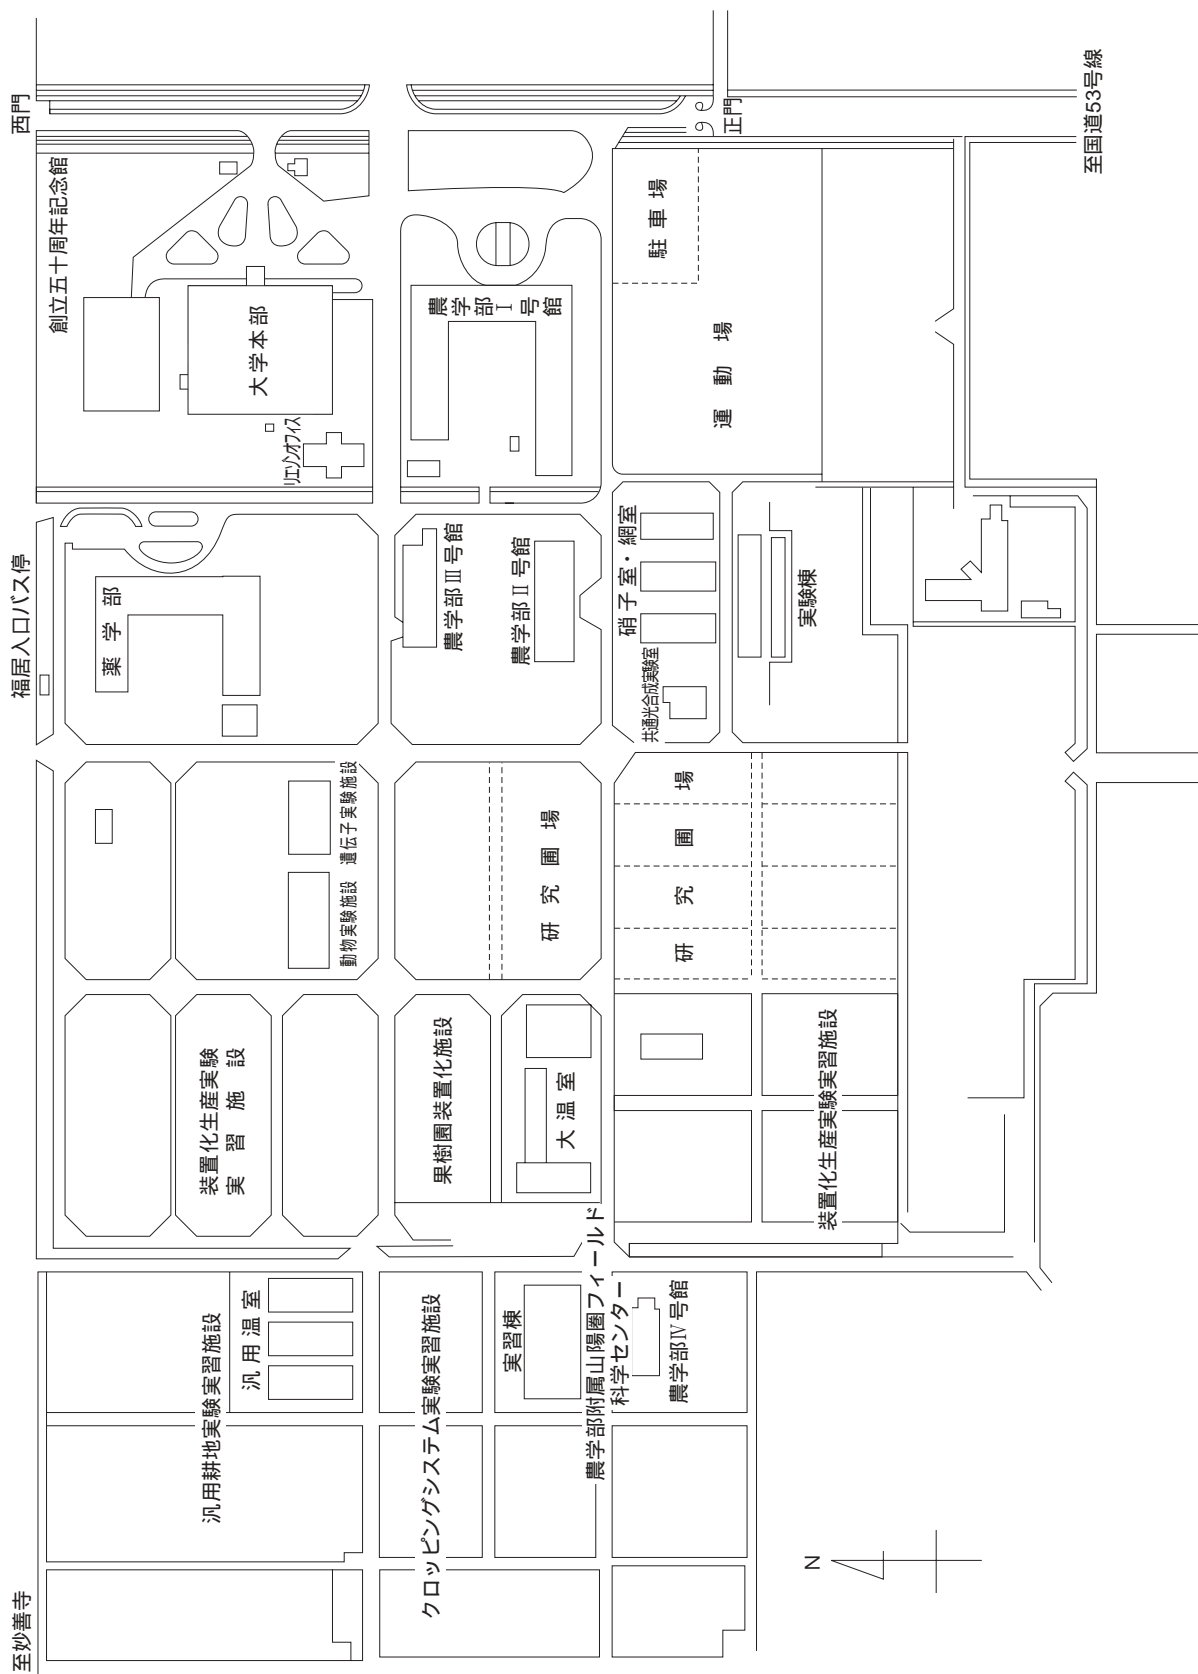 至国道53号線
西門
正門
創立五十周年記念館
駐車場
大学本部
農学部Ⅰ号館
運動場
リエゾンオフィス
福居入口バス停
薬学部
農学部Ⅲ号館
農学部Ⅱ号館
硝子室・網室
実験棟
共通光合成実験室
遺伝子実験施設
動物実験施設
研究圃場
研究圃場
装置化生産実験
実習施設
果樹園装置化施設
大温室
装置化生産実験実習施設
汎用耕地実験実習施設
汎用温室
クロッピングシステム実験実習施設
実習棟
農学部附属山陽圏フィールド
科学センター
農学部Ⅳ号館
至妙善寺
N